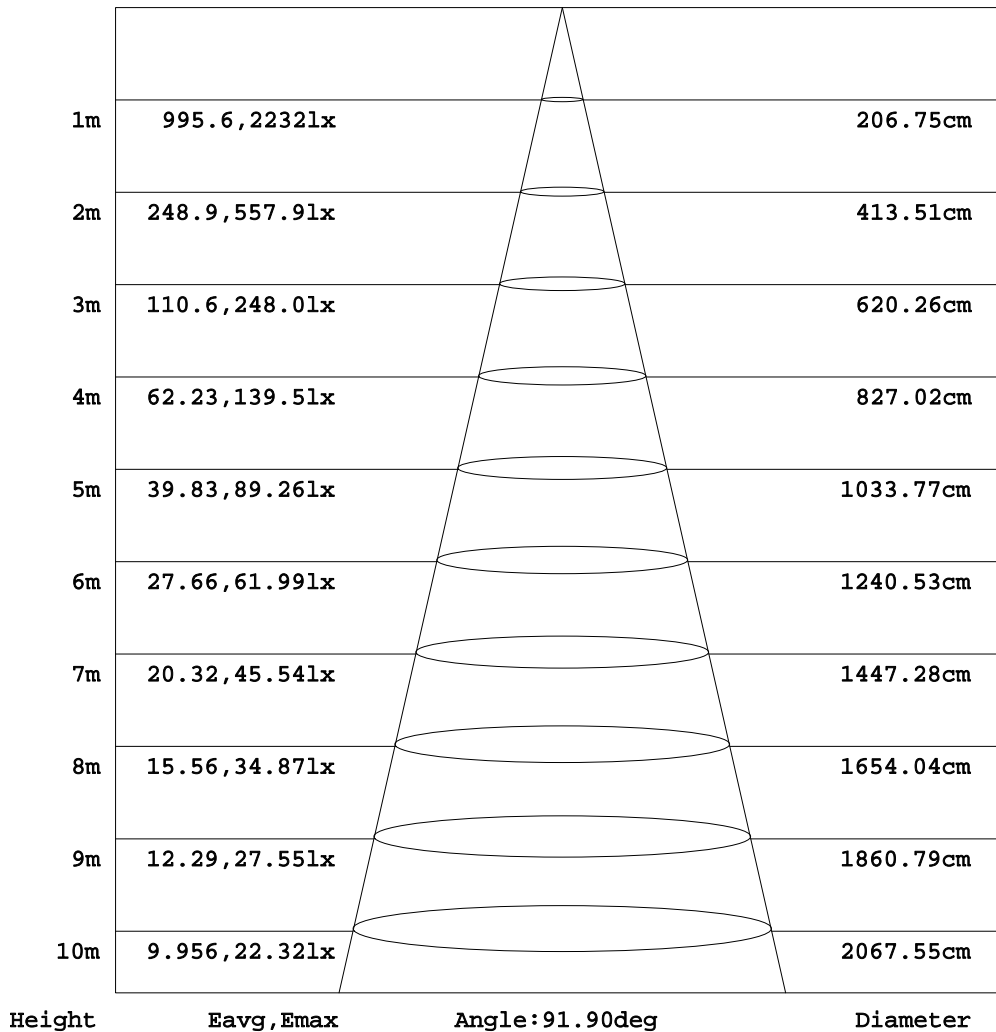 1m 995.6,2232lx 206.75cm
2m 248.9,557.9lx 413.51cm
3m 110.6,248.0lx 620.26cm
4m 62.23,139.5lx 827.02cm
5m 39.83,89.26lx 1033.77cm
6m 27.66,61.99lx 1240.53cm
7m 20.32,45.54lx 1447.28cm
8m 15.56,34.87lx 1654.04cm
9m 12.29,27.55lx 1860.79cm
10m 9.956,22.32lx 2067.55cm
Height Eavg,Emax Angle:91.90deg Diameter